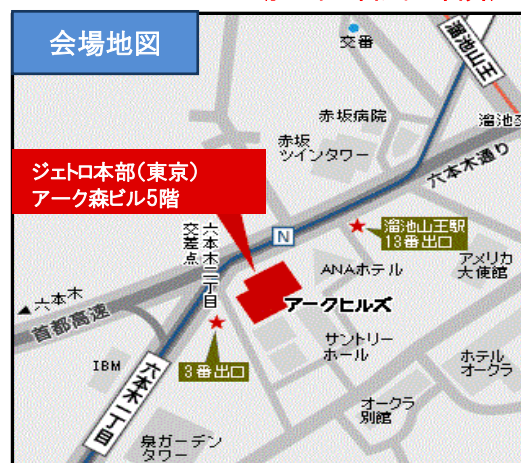 会場地図
交番
溜池山王
赤坂病院
溜池交
赤坂
ツインタワー
ジェトロ本部(東京)
アーク森ビル5階
六本木通り
六本木二丁目
交差点
N
溜池山王駅
13番出口
アメリカ
大使館
ANAホテル
六本木
アークヒルズ
首都高速
サントリー
ホール
IBM
3番出口
ホテル
オークラ
六本木一丁目
オークラ
別館
泉ガーデン
タワー